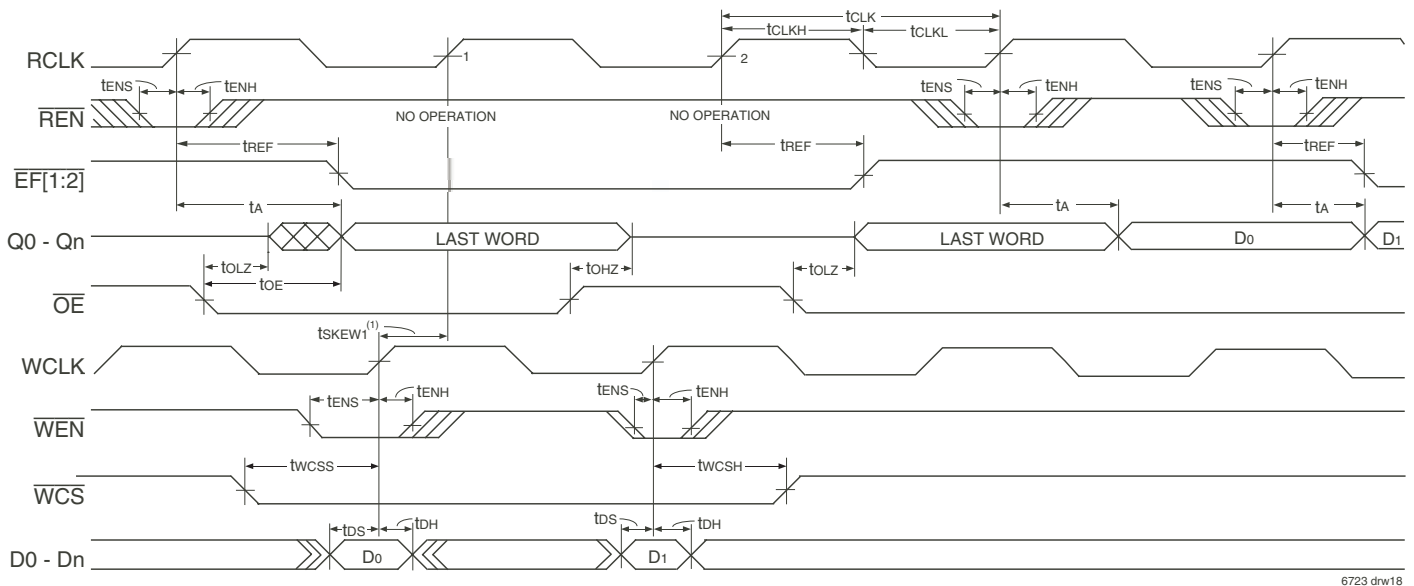 tCLK
tCLKH tCLKL
RCLK 1 2
tENS tENH tENS tENH tENS tENH
REN NO OPERATION NO OPERATION
tREF tREF tREF
EF[1:2]
tA tA tA
Q0 - Qn LAST WORD LAST WORD D0 D1
tOLZ tOHZ tOLZ
tOE
OE
tSKEW1(1)
WCLK
tENS tENH tENS tENH
WEN
tWCSS tWCSH
WCS
tDS tDH tDS tDH
D0 - Dn D0 D1
6723 drw18